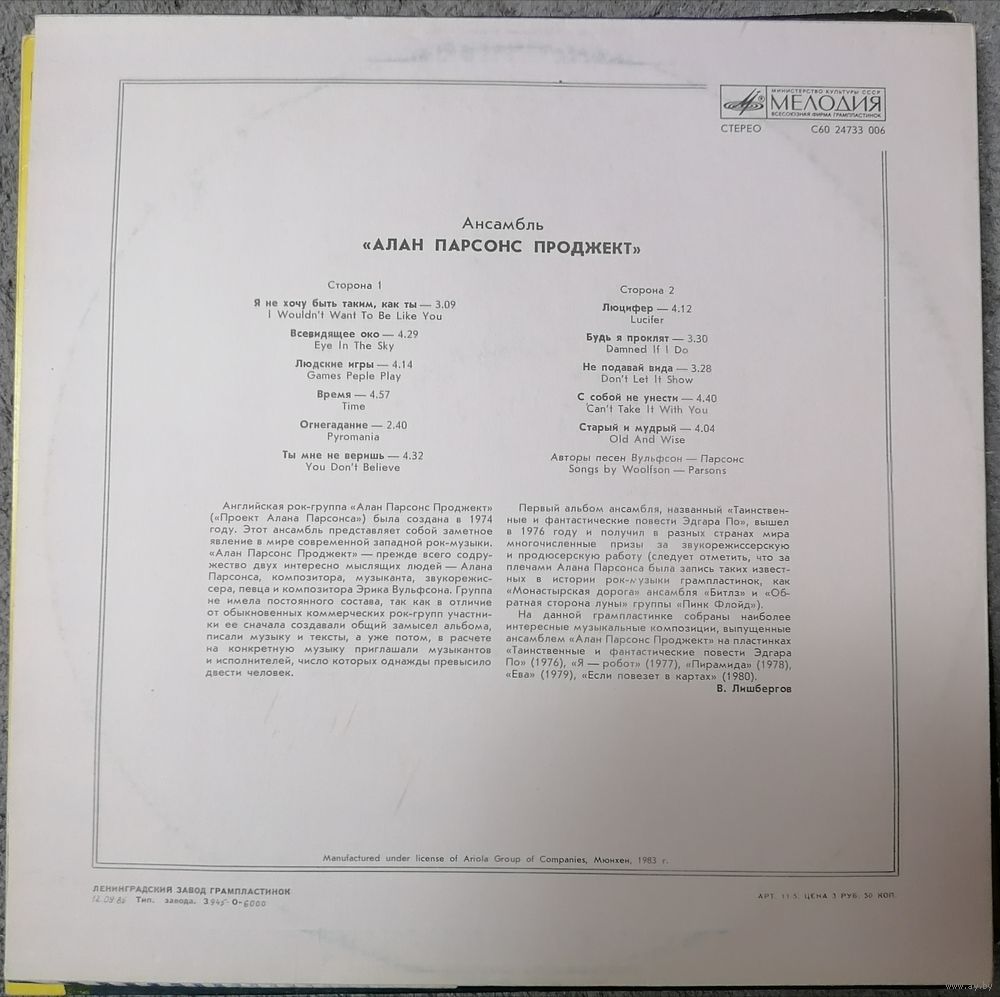 МИНИСТЕРСТВО КУЛЬТУРЫ СССР
МЕЛОДИЯ
ВСЕСОЮЗНАЯ ФИРМА ГРАМПЛАСТИНОК
СТЕРЕО С60 24733 006
Ансамбль
«АЛАН ПАРСОНС ПРОДЖЕКТ»
Сторона 1
Я не хочу быть таким, как ты — 3.09
I Wouldn't Want To Be Like You
Всевидящее око — 4.29
Eye In The Sky
Людские игры — 4.14
Games Peple Play
Время — 4.57
Time
Огнегадание — 2.40
Pyromania
Ты мне не веришь — 4.32
You Don't Believe
Сторона 2
Люцифер — 4.12
Lucifer
Будь я проклят — 3.30
Damned If I Do
Не подавай вида — 3.28
Don't Let It Show
С собой не унести — 4.40
Can't Take It With You
Старый и мудрый — 4.04
Old And Wise
Авторы песен Вульфсон — Парсонс
Songs by Woolfson — Parsons
Английская рок-группа «Алан Парсонс Проджект»
(«Проект Алана Парсонса») была создана в 1974
году. Этот ансамбль представляет собой заметное
явление в мире современной западной рок-музыки.
«Алан Парсонс Проджект» — прежде всего содру-
жество двух интересно мыслящих людей — Алана
Парсонса, композитора, музыканта, звукорежис-
сера, певца и композитора Эрика Вульфсона. Группа
не имела постоянного состава, так как в отличие
от обыкновенных коммерческих рок-групп участни-
ки ее сначала создавали общий замысел альбома,
писали музыку и тексты, а уже потом, в расчете
на конкретную музыку приглашали музыкантов
и исполнителей, число которых однажды превысило
двести человек.
Первый альбом ансамбля, названный «Таинствен-
ные и фантастические повести Эдгара По», вышел
в 1976 году и получил в разных странах мира
многочисленные призы за звукорежиссерскую
и продюсерскую работу (следует отметить, что за
плечами Алана Парсонса была запись таких извест-
ных в истории рок-музыки грампластинок, как
«Монастырская дорога» ансамбля «Битлз» и «Об-
ратная сторона луны» группы «Пинк Флойд»).
На данной грампластинке собраны наиболее
интересные музыкальные композиции, выпущенные
ансамблем «Алан Парсонс Проджект» на пластинках
«Таинственные и фантастические повести Эдгара
По» (1976), «Я — робот» (1977), «Пирамида» (1978),
«Ева» (1979), «Если повезет в картах» (1980).
В. Лишбергов
Manufactured under license of Ariola Group of Companies, Мюнхен, 1983 г.
ЛЕНИНГРАДСКИЙ ЗАВОД ГРАМПЛАСТИНОК
Тип. завода. З. 945-0-6000
АРТ. 11-5. ЦЕНА 3 РУБ. 50 КОП.
www.ay.by